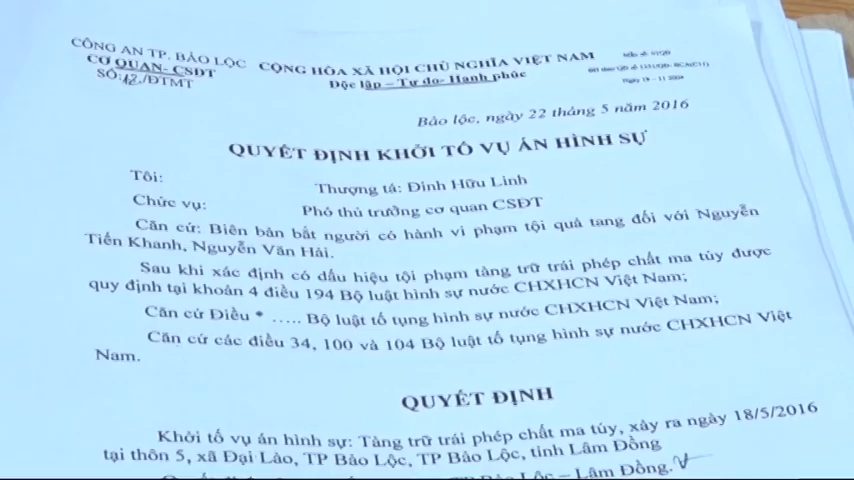 CÔNG AN TP. BẢO LỘC
CƠ QUAN- CSĐT
SỐ:12./ĐTMT
CỘNG HÒA XÃ HỘI CHỦ NGHĨA VIỆT NAM
Độc lập – Tự do- Hạnh phúc
Bảo lộc, ngày 22 tháng 5 năm 2016
QUYẾT ĐỊNH KHỞI TỐ VỤ ÁN HÌNH SỰ
Tôi: Thượng tá: Đinh Hữu Linh
Chức vụ: Phó thủ trưởng cơ quan CSĐT
Căn cứ: Biên bản bắt người có hành vi phạm tội quả tang đối với Nguyễn
Tiến Khanh, Nguyễn Văn Hải.
Sau khi xác định có dấu hiệu tội phạm tàng trữ trái phép chất ma túy được
quy định tại khoản 4 điều 194 Bộ luật hình sự nước CHXHCN Việt Nam;
Căn cứ Điều * ..... Bộ luật tố tụng hình sự nước CHXHCN Việt Nam;
Căn cứ các điều 34, 100 và 104 Bộ luật tố tụng hình sự nước CHXHCN Việt
Nam.
QUYẾT ĐỊNH
Khởi tố vụ án hình sự: Tàng trữ trái phép chất ma túy, xảy ra ngày 18/5/2016
tại thôn 5, xã Đại Lào, TP Bảo Lộc, TP Bảo Lộc, tỉnh Lâm Đồng
Bảo Lộc – Lâm Đồng.